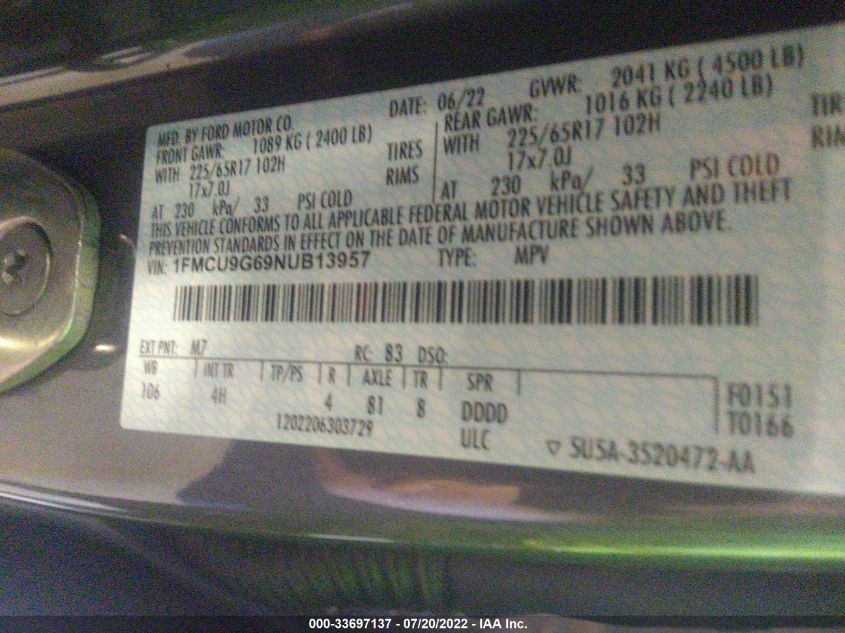 MFD. BY FORD MOTOR CO.
DATE: 06/22 GVWR: 2041 KG ( 4500 LB)
FRONT GAWR: 1089 KG ( 2400 LB)
REAR GAWR: 1016 KG ( 2240 LB)
WITH 225/65R17 102H TIRES
WITH 225/65R17 102H TIR
17x7.0J RIMS
17x7.0J RIM
AT 230 kPa/ 33 PSI COLD
AT 230 kPa/ 33 PSI COLD
THIS VEHICLE CONFORMS TO ALL APPLICABLE FEDERAL MOTOR VEHICLE SAFETY AND THEFT
PREVENTION STANDARDS IN EFFECT ON THE DATE OF MANUFACTURE SHOWN ABOVE.
VIN: 1FMCU9G69NUB13957 TYPE: MPV
EXT PNT: M7 RC: 83 DSO:
WB INT TR TP/PS R AXLE TR SPR
106 4H 4 81 8 DDDD
F0151
T0166
1202206303729 ULC
5U5A-3520472-AA
000-33697137 - 07/20/2022 - IAA Inc.